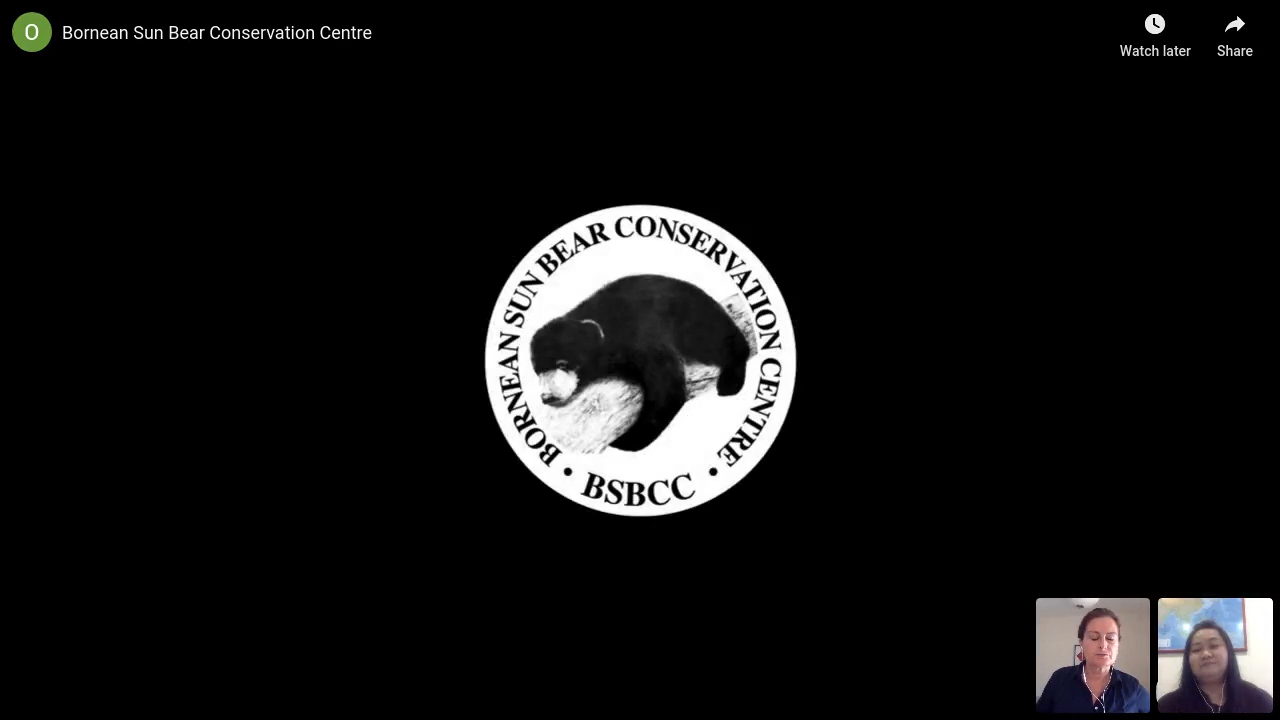 O
Bornean Sun Bear Conservation Centre
Watch later
Share
BORNEAN SUN BEAR CONSERVATION CENTRE
• BSBCC •